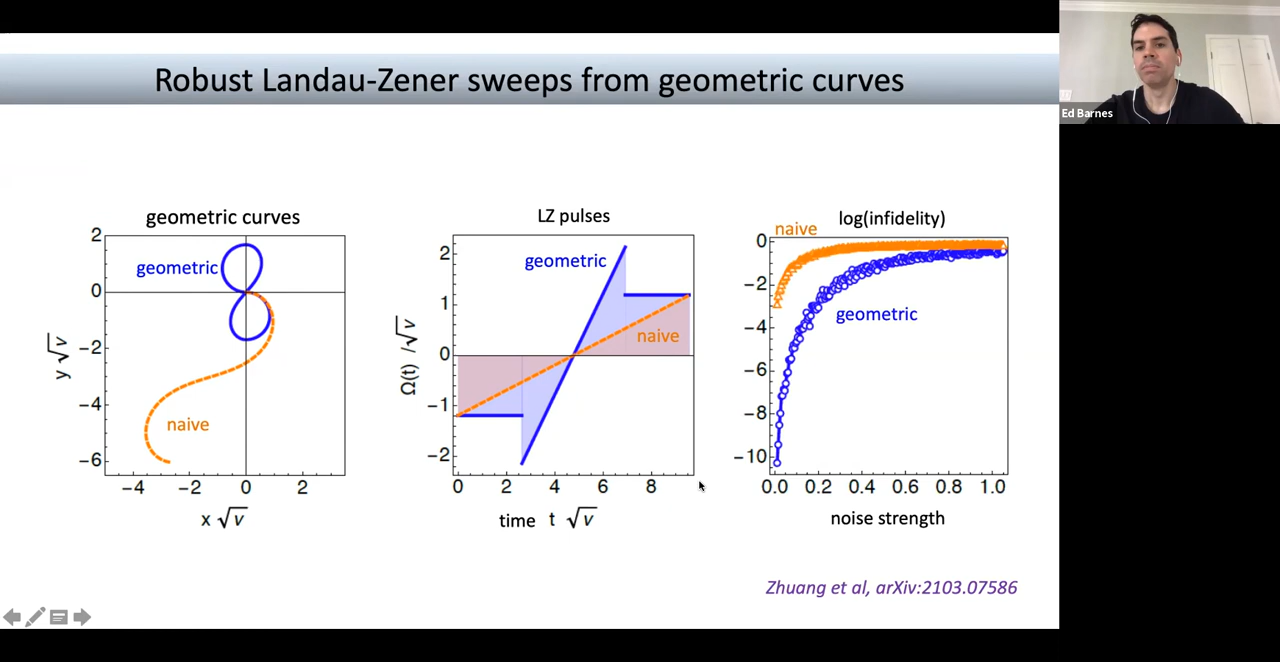 Robust Landau-Zener sweeps from geometric curves
Ed Barnes
geometric curves
2
0
−2
−4
−6
y √v
geometric
naive
−4 −2 0 2
x √v
LZ pulses
2
1
0
−1
−2
Ω(t) /√v
geometric
naive
0 2 4 6 8
time t √v
log(infidelity)
naive
0
−2
−4
−6
−8
−10
geometric
0.0 0.2 0.4 0.6 0.8 1.0
noise strength
Zhuang et al, arXiv:2103.07586